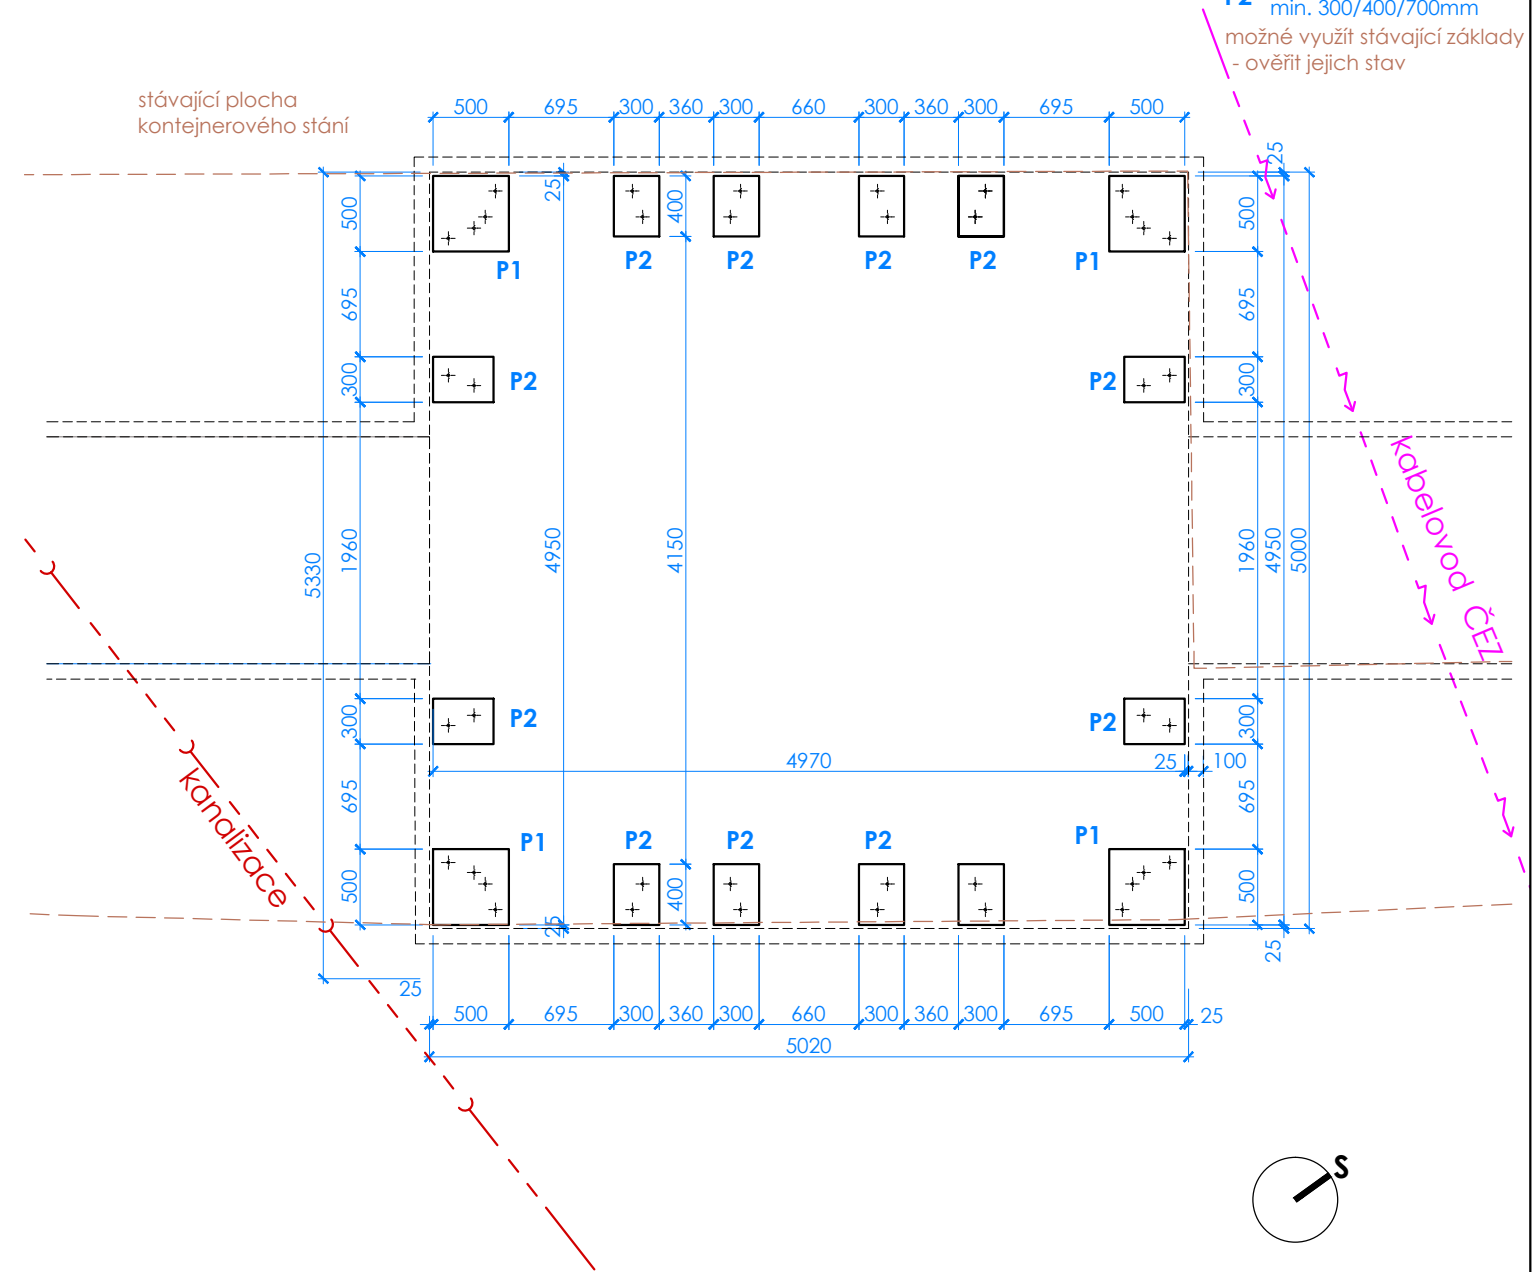 P2 min. 300/400/700mm
možné využít stávající základy
- ověřit jejich stav
stávající plocha
kontejnerového stání
500 695 300 360 300 660 300 360 300 695 500
25
25
400
500
500
P1 P2 P2 P2 P2 P1
695
695
300
P2
P2
300
kabelovod ČEZ
5330
1960
4950
4150
1960
4950
5000
300
P2
P2
300
4970
25 100
kanalizace
695
695
P1 P2 P2 P2 P1
500
400
500
25
25
25
500 695 300 360 300 660 300 360 300 695 500 25
5020
S